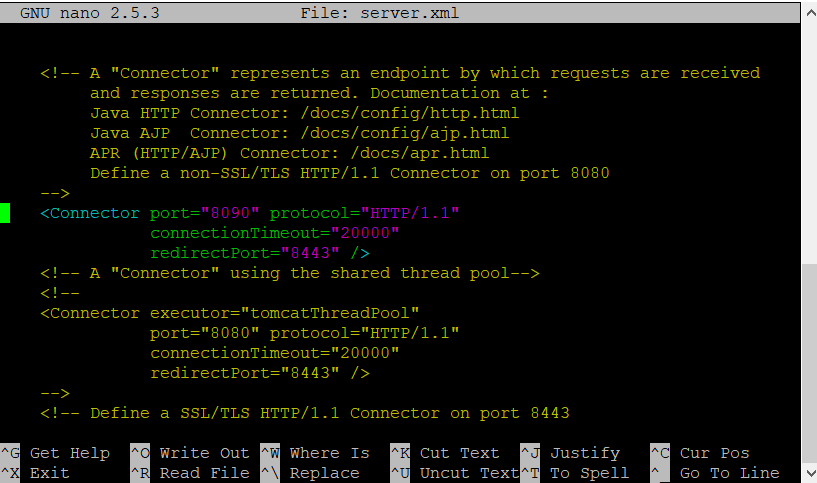 GNU nano 2.5.3 File: server.xml
<!-- A "Connector" represents an endpoint by which requests are received
and responses are returned. Documentation at :
Java HTTP Connector: /docs/config/http.html
Java AJP  Connector: /docs/config/ajp.html
APR (HTTP/AJP) Connector: /docs/apr.html
Define a non-SSL/TLS HTTP/1.1 Connector on port 8080
-->
<Connector port="8090" protocol="HTTP/1.1"
connectionTimeout="20000"
redirectPort="8443" />
<!-- A "Connector" using the shared thread pool-->
<!--
<Connector executor="tomcatThreadPool"
port="8080" protocol="HTTP/1.1"
connectionTimeout="20000"
redirectPort="8443" />
-->
<!-- Define a SSL/TLS HTTP/1.1 Connector on port 8443
^G Get Help ^O Write Out ^W Where Is ^K Cut Text ^J Justify ^C Cur Pos
^X Exit ^R Read File ^\ Replace ^U Uncut Text ^T To Spell ^_ Go To Line